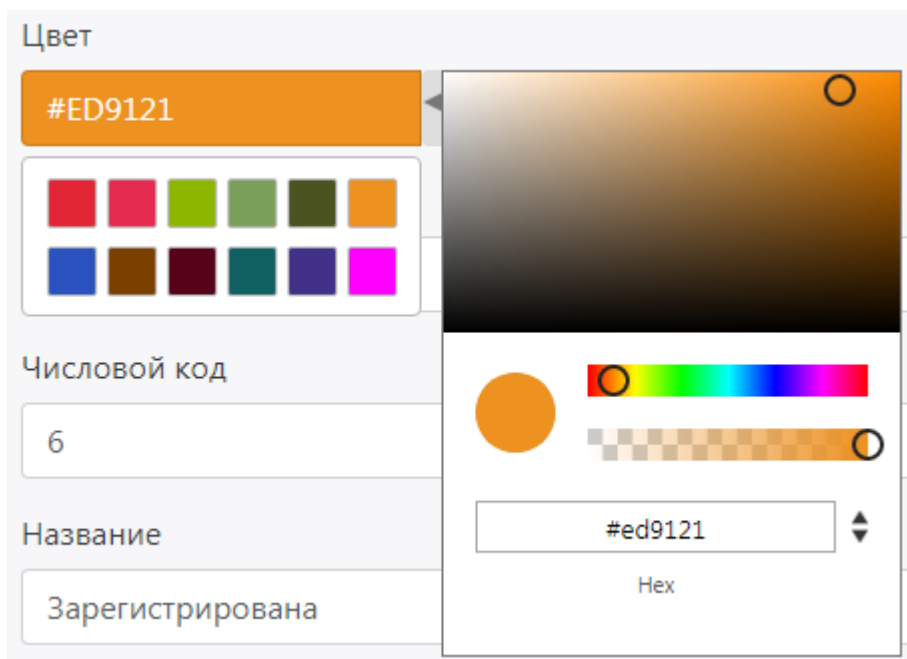 Цвет
#ED9121
Числовой код
6
#ed9121
Hex
Название
Зарегистрирована